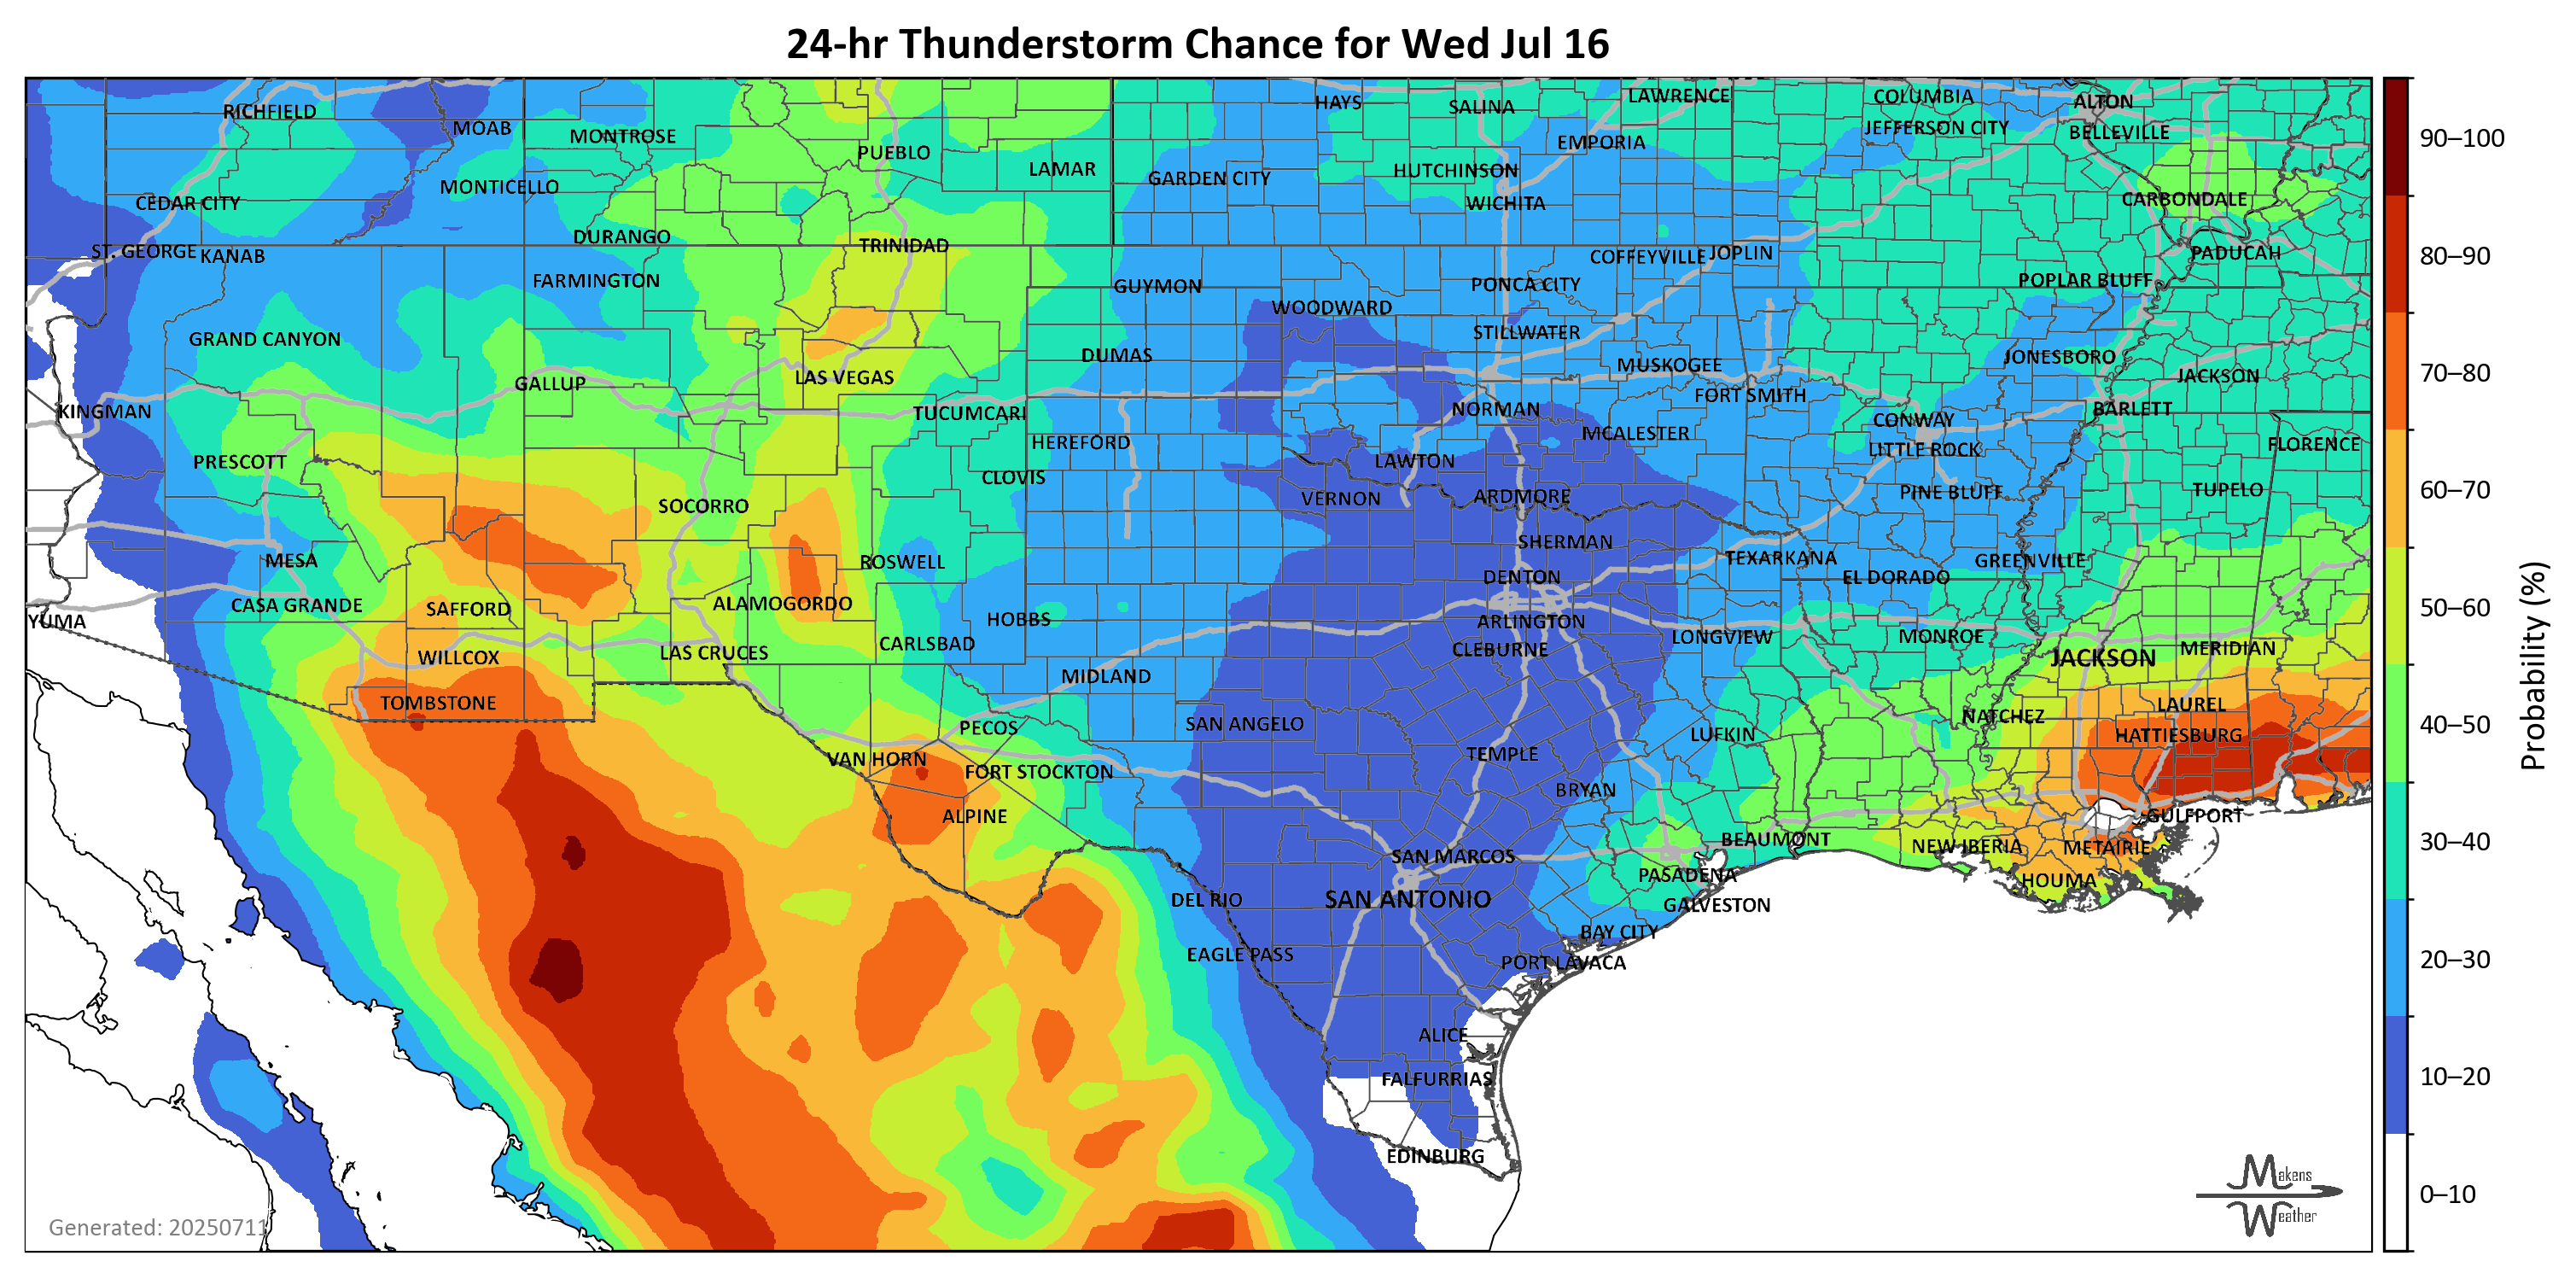 24-hr Thunderstorm Chance for Wed Jul 16
RICHFIELD
MOAB
MONTROSE
PUEBLO
LAMAR
HAYS
SALINA
LAWRENCE
COLUMBIA
ALTON
90–100
GARDEN CITY
HUTCHINSON
EMPORIA
JEFFERSON CITY
BELLEVILLE
CEDAR CITY
MONTICELLO
WICHITA
CARBONDALE
ST. GEORGE
KANAB
DURANGO
TRINIDAD
COFFEYVILLE
JOPLIN
PADUCAH
80–90
FARMINGTON
GUYMON
WOODWARD
PONCA CITY
POPLAR BLUFF
GRAND CANYON
DUMAS
STILLWATER
MUSKOGEE
JONESBORO
70–80
KINGMAN
GALLUP
LAS VEGAS
TUCUMCARI
NORMAN
FORT SMITH
CONWAY
BARLETT
JACKSON
PRESCOTT
HEREFORD
CLOVIS
LAWTON
MCALESTER
LITTLE ROCK
FLORENCE
SOCORRO
VERNON
ARDMORE
PINE BLUFF
TUPELO
60–70
MESA
ROSWELL
SHERMAN
DENTON
TEXARKANA
EL DORADO
GREENVILLE
YUMA
CASA GRANDE
SAFFORD
ALAMOGORDO
HOBBS
ARLINGTON
50–60
WILLCOX
LAS CRUCES
CARLSBAD
CLEBURNE
LONGVIEW
MONROE
JACKSON
MERIDIAN
TOMBSTONE
MIDLAND
LAUREL
Probability (%)
PECOS
SAN ANGELO
TEMPLE
LUFKIN
NATCHEZ
HATTIESBURG
40–50
VAN HORN
FORT STOCKTON
BRYAN
ALPINE
GULFPORT
SAN MARCOS
BEAUMONT
NEW IBERIA
METAIRIE
30–40
DEL RIO
SAN ANTONIO
PASADENA
GALVESTON
HOUMA
EAGLE PASS
BAY CITY
PORT LAVACA
20–30
ALICE
FALFURRIAS
10–20
EDINBURG
Makens
Weather
0–10
Generated: 20250711